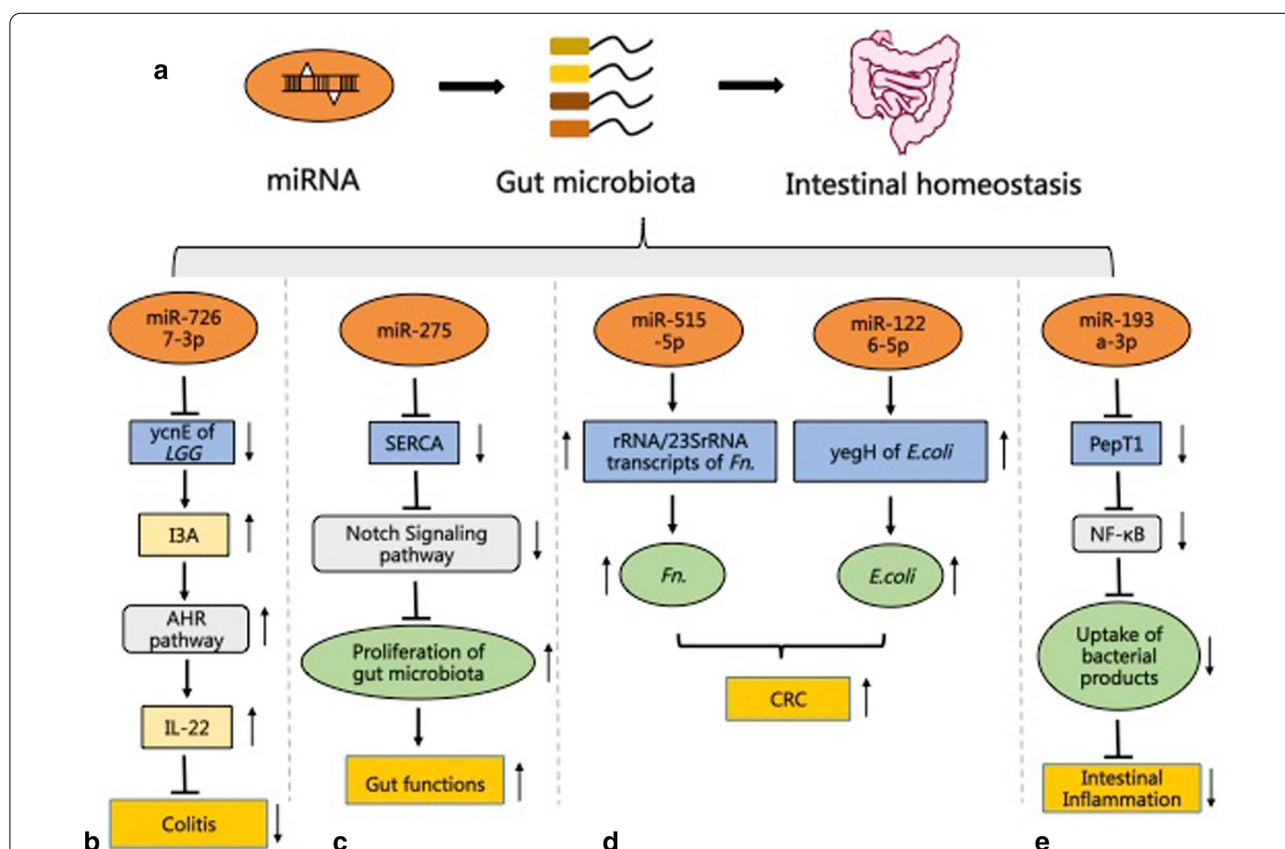 a
miRNA
Gut microbiota
Intestinal homeostasis
miR-726
7-3p
ycnE of
LGG
I3A
AHR
pathway
IL-22
Colitis
b
miR-275
SERCA
Notch Signaling
pathway
Proliferation of
gut microbiota
Gut functions
c
miR-515
-5p
rRNA/23SrRNA
transcripts of Fn.
Fn.
miR-122
6-5p
yegH of E.coli
E.coli
CRC
d
miR-193
a-3p
PepT1
NF-κB
Uptake of
bacterial
products
Intestinal
Inflammation
e